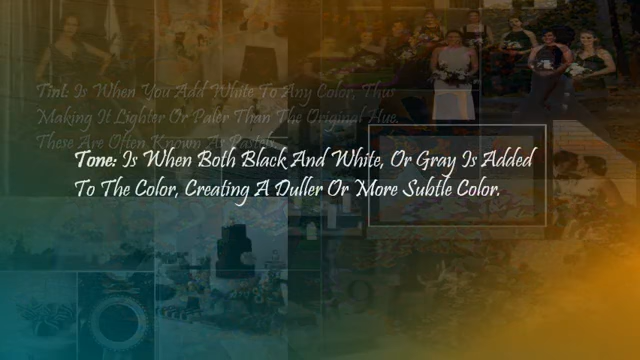 Tint: Is When You Add White To Any Color, Thus
Making It Lighter Or Paler Than The Original Hue.
These Are Often Known As Pastels.
Tone: Is When Both Black And White, Or Gray Is Added
To The Color, Creating A Duller Or More Subtle Color.